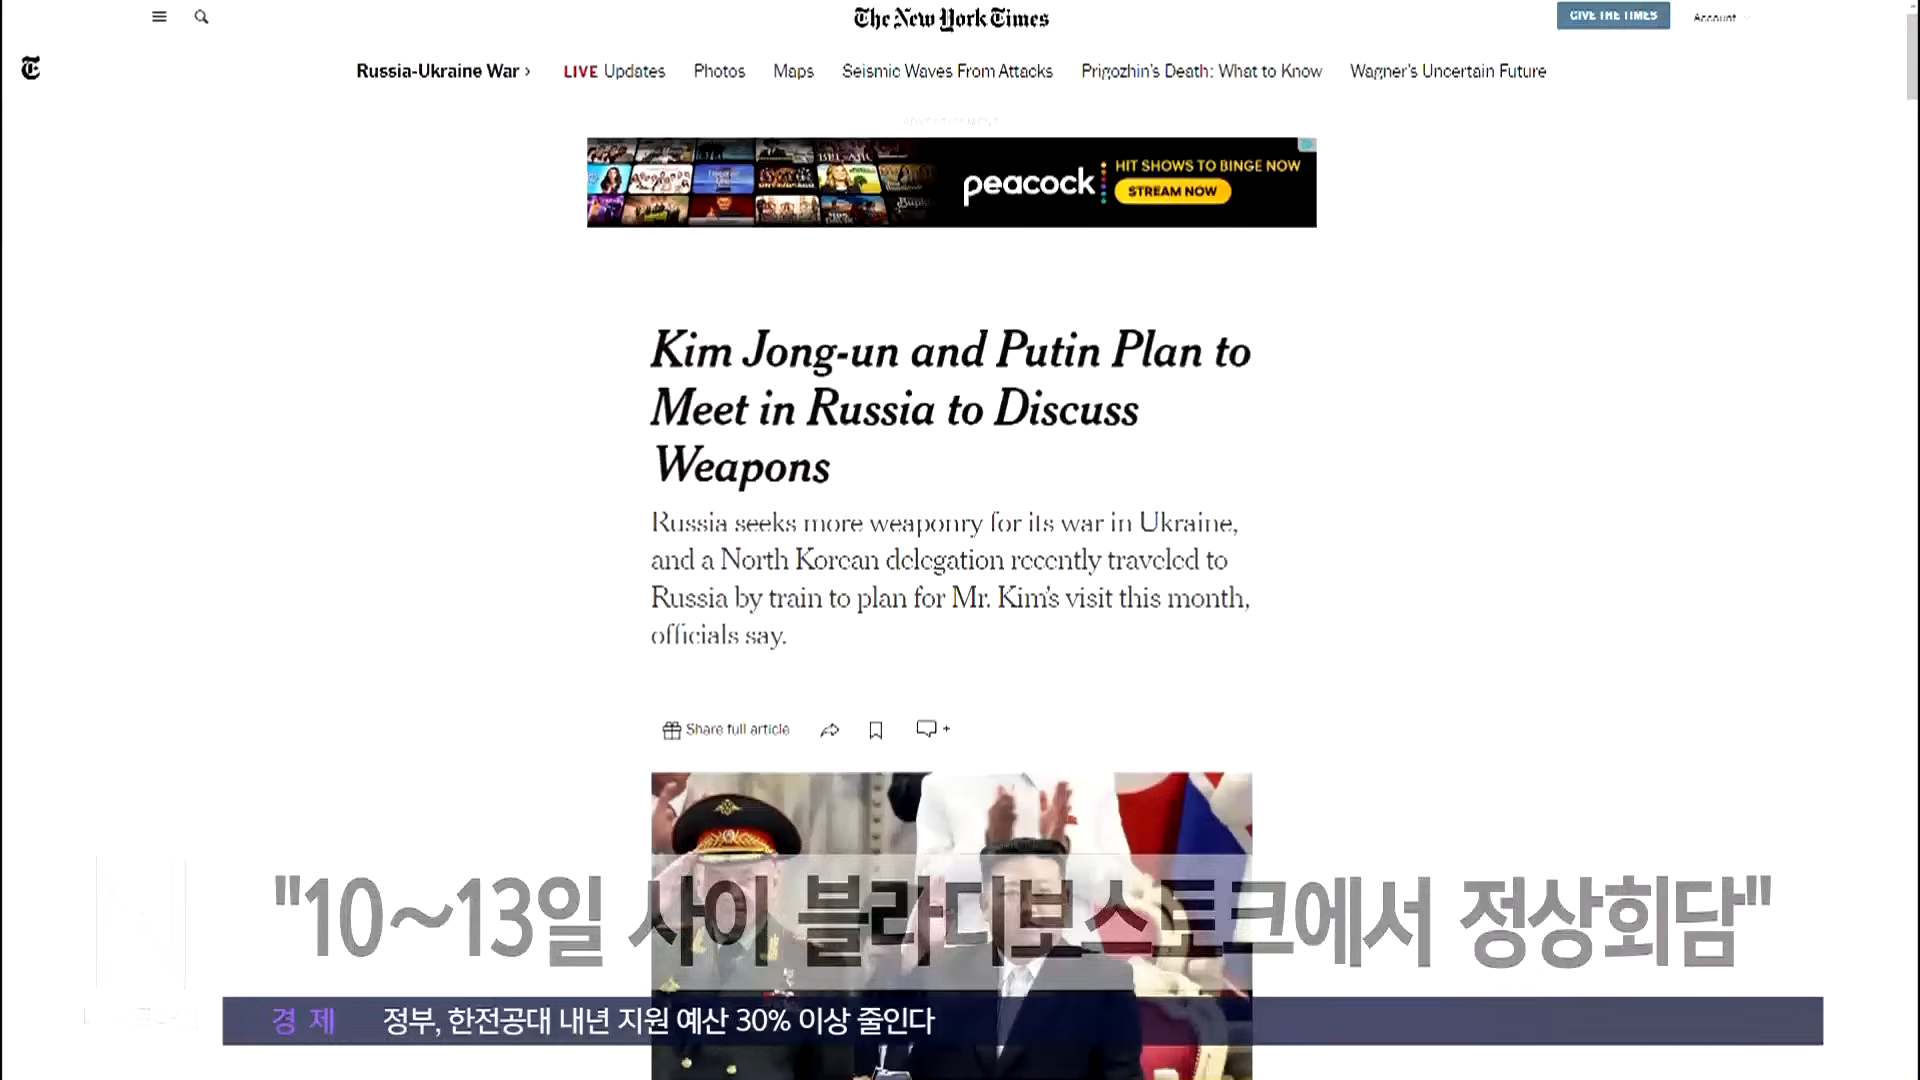 The New York Times
GIVE THE TIMES
Account
Russia-Ukraine War ›
LIVE Updates
Photos
Maps
Seismic Waves From Attacks
Prigozhin's Death: What to Know
Wagner's Uncertain Future
ADVERTISEMENT
peacock
HIT SHOWS TO BINGE NOW
STREAM NOW
Kim Jong-un and Putin Plan to
Meet in Russia to Discuss
Weapons
Russia seeks more weaponry for its war in Ukraine,
and a North Korean delegation recently traveled to
Russia by train to plan for Mr. Kim's visit this month,
officials say.
Share full article
"10~13일 사이 블라디보스토크에서 정상회담"
경 제 정부, 한전공대 내년 지원 예산 30% 이상 줄인다